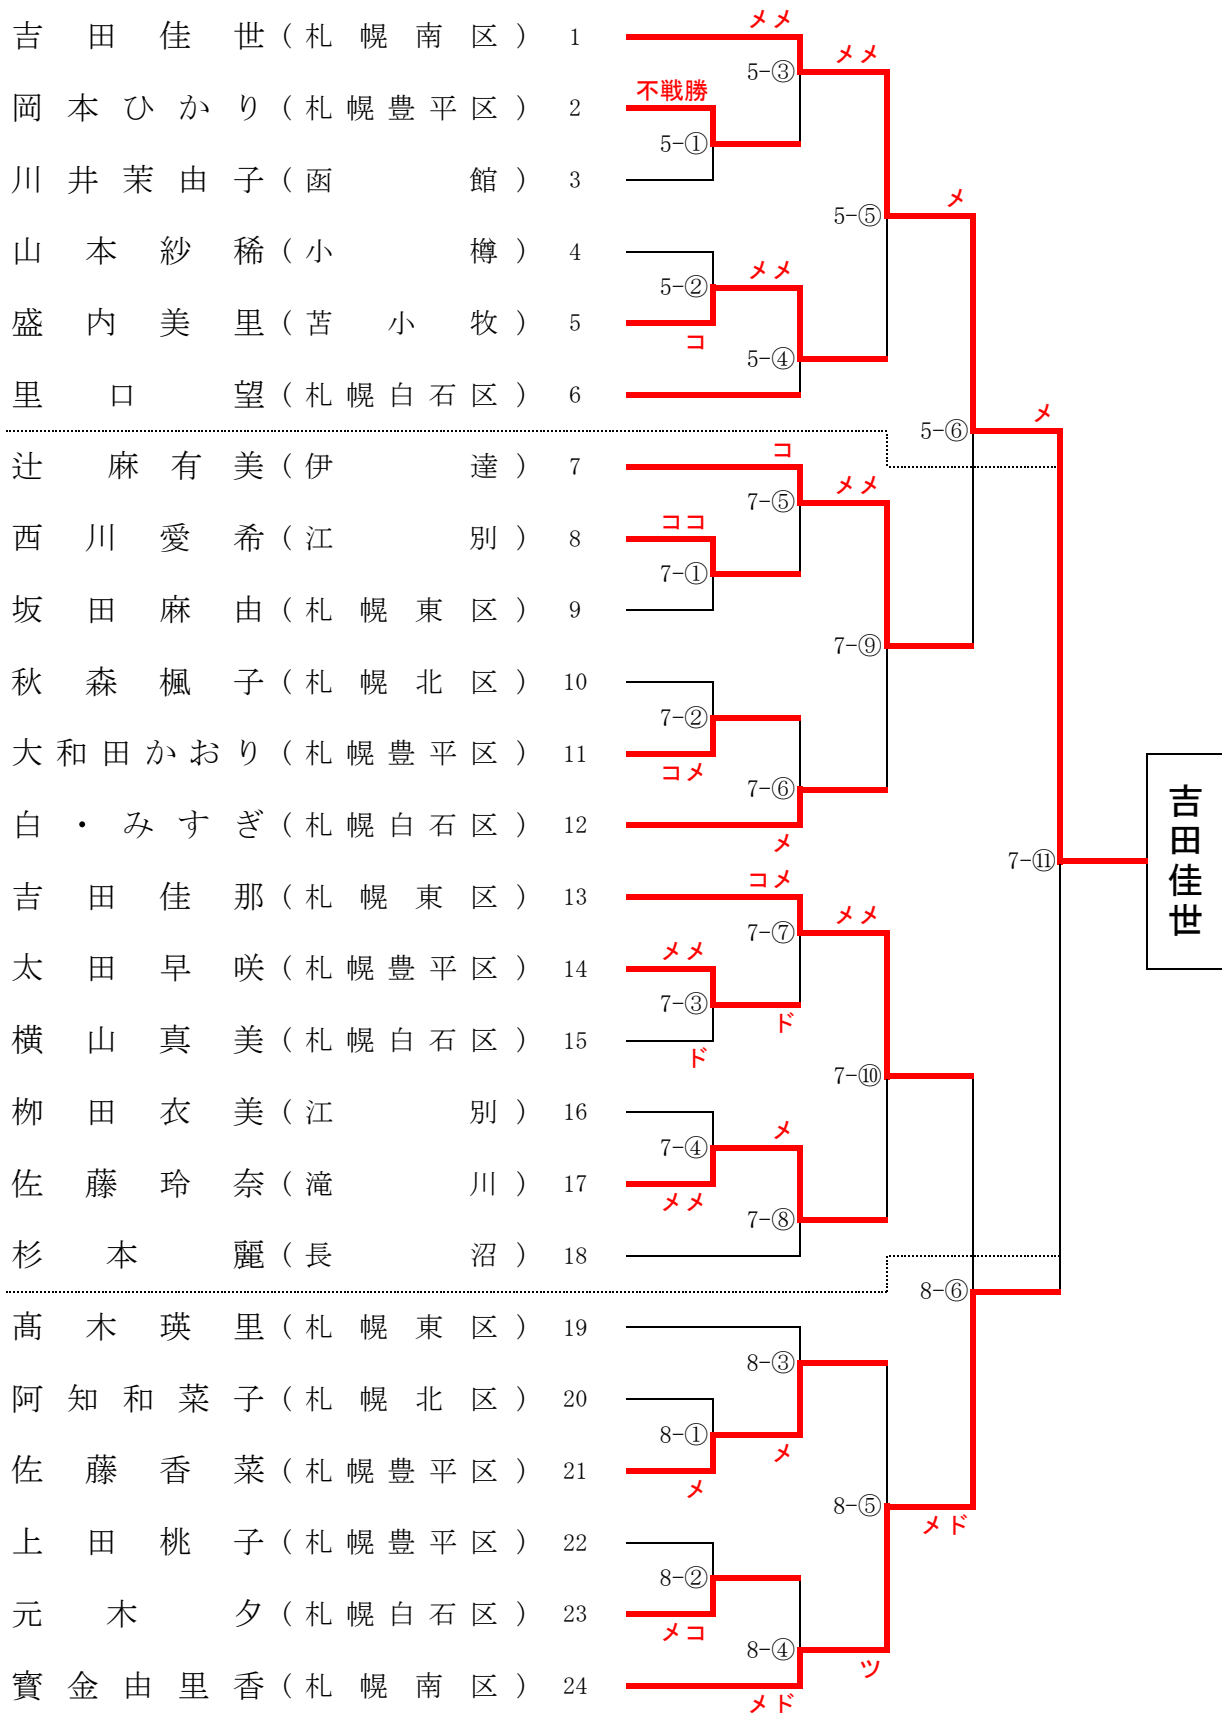 メメ
吉田佳世(札幌南区) 1
メメ
5-③
不戦勝
岡本ひかり(札幌豊平区) 2
5-①
川井茉由子(函館) 3
メ
5-⑤
山本紗稀(小樽) 4
メメ
5-②
盛内美里(苫小牧) 5
コ
5-④
里口望(札幌白石区) 6
メ
5-⑥
コ
辻麻有美(伊達) 7
メメ
7-⑤
ココ
西川愛希(江別) 8
7-①
坂田麻由(札幌東区) 9
7-⑨
秋森楓子(札幌北区) 10
7-②
大和田かおり(札幌豊平区) 11
コメ
7-⑥
白・みすぎ(札幌白石区) 12
メ
吉田佳世
7-⑪
コメ
吉田佳那(札幌東区) 13
メメ
7-⑦
メメ
太田早咲(札幌豊平区) 14
7-③
ド
横山真美(札幌白石区) 15
ド
7-⑩
栁田衣美(江別) 16
メ
7-④
佐藤玲奈(滝川) 17
メメ
7-⑧
杉本麗(長沼) 18
8-⑥
髙木瑛里(札幌東区) 19
8-③
阿知和菜子(札幌北区) 20
8-①
メ
佐藤香菜(札幌豊平区) 21
メ
8-⑤
メド
上田桃子(札幌豊平区) 22
8-②
元木夕(札幌白石区) 23
メコ
8-④
ツ
寳金由里香(札幌南区) 24
メド